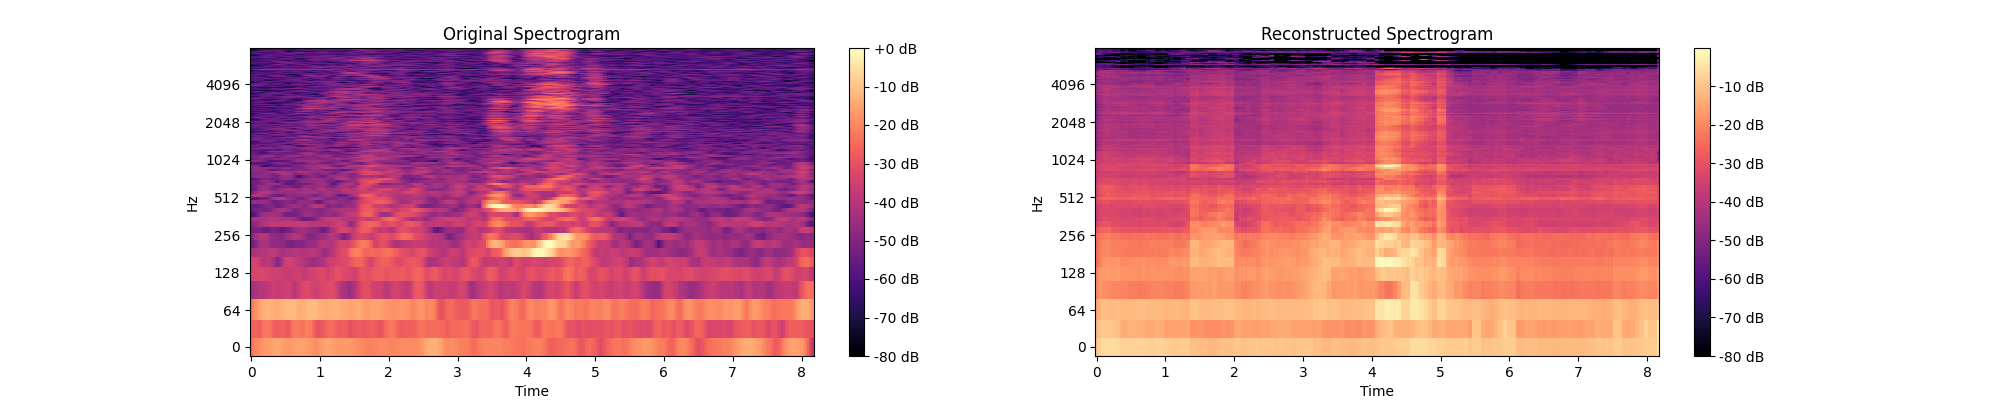 Original Spectrogram
Hz
4096
2048
1024
512
256
128
64
0
0 1 2 3 4 5 6 7 8
Time
+0 dB
-10 dB
-20 dB
-30 dB
-40 dB
-50 dB
-60 dB
-70 dB
-80 dB
Reconstructed Spectrogram
Hz
4096
2048
1024
512
256
128
64
0
0 1 2 3 4 5 6 7 8
Time
-10 dB
-20 dB
-30 dB
-40 dB
-50 dB
-60 dB
-70 dB
-80 dB